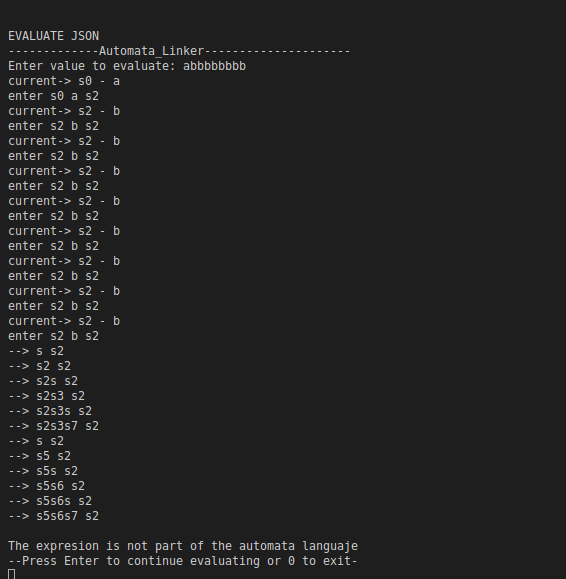 EVALUATE JSON
-------------Automata_Linker---------------------
Enter value to evaluate: abbbbbbbb
current-> s0 - a
enter s0 a s2
current-> s2 - b
enter s2 b s2
current-> s2 - b
enter s2 b s2
current-> s2 - b
enter s2 b s2
current-> s2 - b
enter s2 b s2
current-> s2 - b
enter s2 b s2
current-> s2 - b
enter s2 b s2
current-> s2 - b
enter s2 b s2
current-> s2 - b
enter s2 b s2
--> s s2
--> s2 s2
--> s2s s2
--> s2s3 s2
--> s2s3s s2
--> s2s3s7 s2
--> s s2
--> s5 s2
--> s5s s2
--> s5s6 s2
--> s5s6s s2
--> s5s6s7 s2
The expresion is not part of the automata languaje
--Press Enter to continue evaluating or 0 to exit-